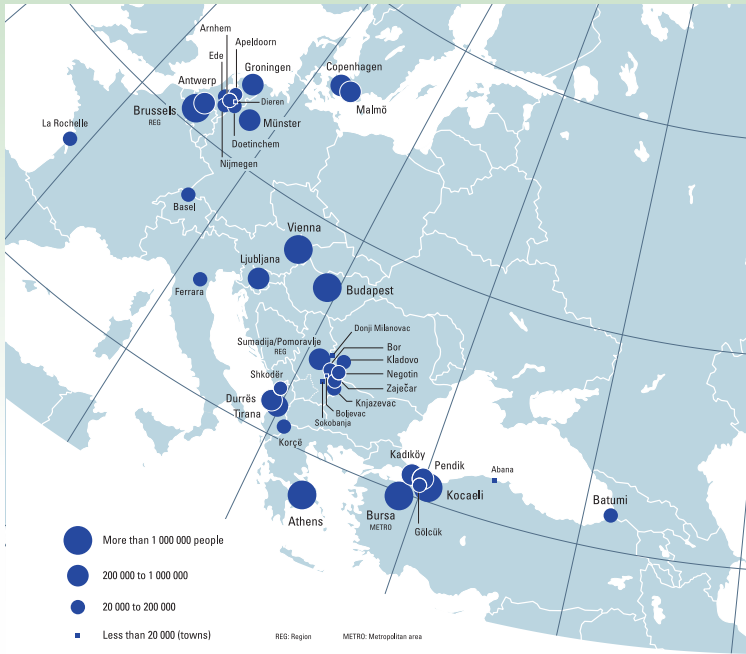 Arnhem
Apeldoorn
Ede
Groningen
Copenhagen
Antwerp
Dieren
Brussels
REG
Malmö
La Rochelle
Münster
Doetinchem
Nijmegen
Basel
Vienna
Ljubljana
Budapest
Ferrara
Donji Milanovac
Sumadija/Pomoravlje
REG
Bor
Kladovo
Shkodër
Negotin
Zaječar
Durrës
Knjazevac
Tirana
Boljevac
Sokobanja
Korçë
Kadıköy
Pendik
Abana
Kocaeli
Batumi
Bursa
METRO
Athens
Gölcük
More than 1 000 000 people
200 000 to 1 000 000
20 000 to 200 000
Less than 20 000 (towns)
REG: Region
METRO: Metropolitan area